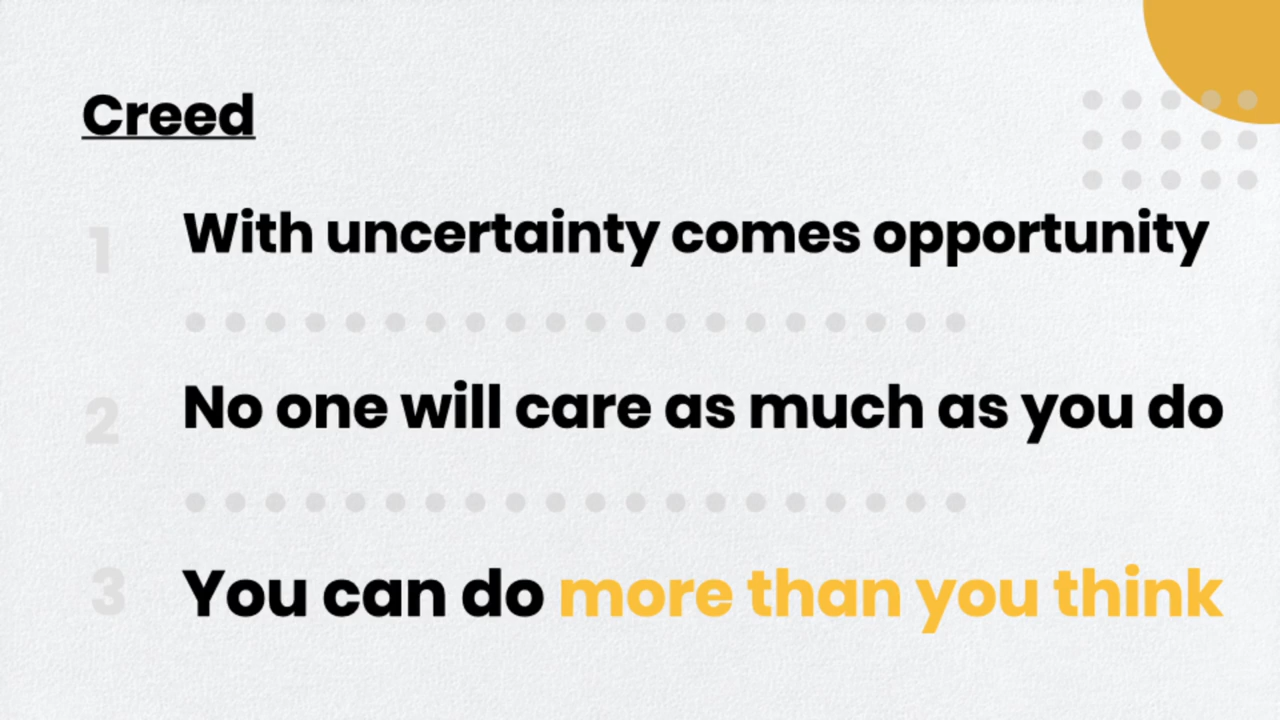 Creed
1 With uncertainty comes opportunity
2 No one will care as much as you do
3 You can do more than you think